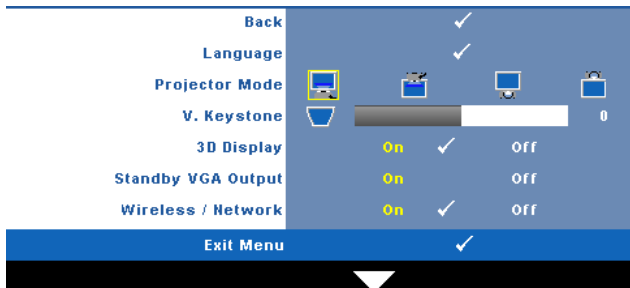 Back
Language
Projector Mode
V. Keystone 0
3D Display On Off
Standby VGA Output On Off
Wireless / Network On Off
Exit Menu